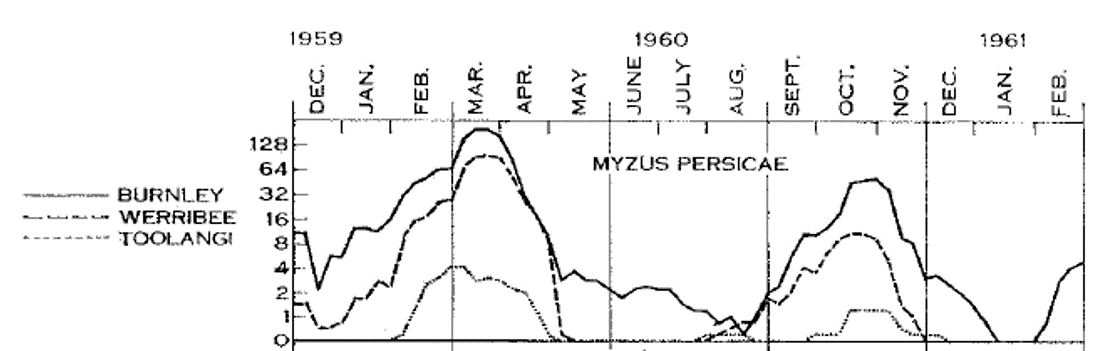 1959 1960 1961
DEC. JAN. FEB. MAR. APR. MAY JUNE JULY AUG. SEPT. OCT. NOV. DEC. JAN. FEB.
MYZUS PERSICAE
128
64
32
16
8
4
2
1
0
BURNLEY
WERRIBEE
TOOLANGI